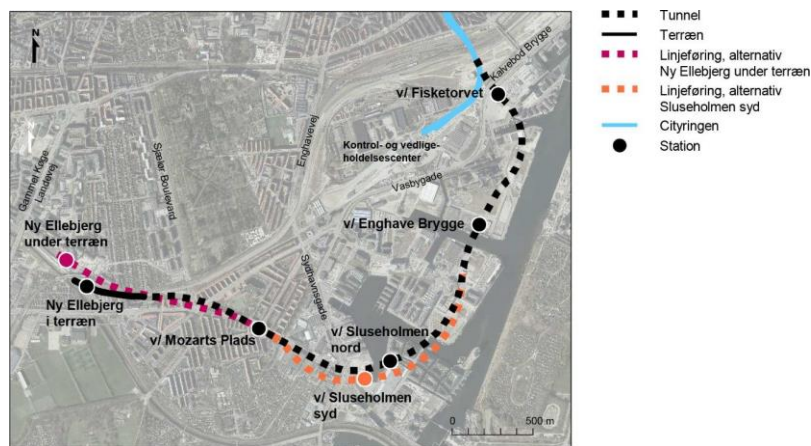 N
Kalvebod Brygge
v/ Fisketorvet
Enghavevej
Kontrol- og vedlige-
holdelsescenter
Vasbygade
Gammel Køge
Landevej
Sjælør Boulevard
v/ Enghave Brygge
Ny Ellebjerg
under terræn
Sydhavnsgade
Ny Ellebjerg
i terræn
v/ Mozarts Plads
v/ Sluseholmen
nord
v/ Sluseholmen
syd
0 500 m
Tunnel
Terræn
Linjeføring, alternativ
Ny Ellebjerg under terræn
Linjeføring, alternativ
Sluseholmen syd
Cityringen
Station